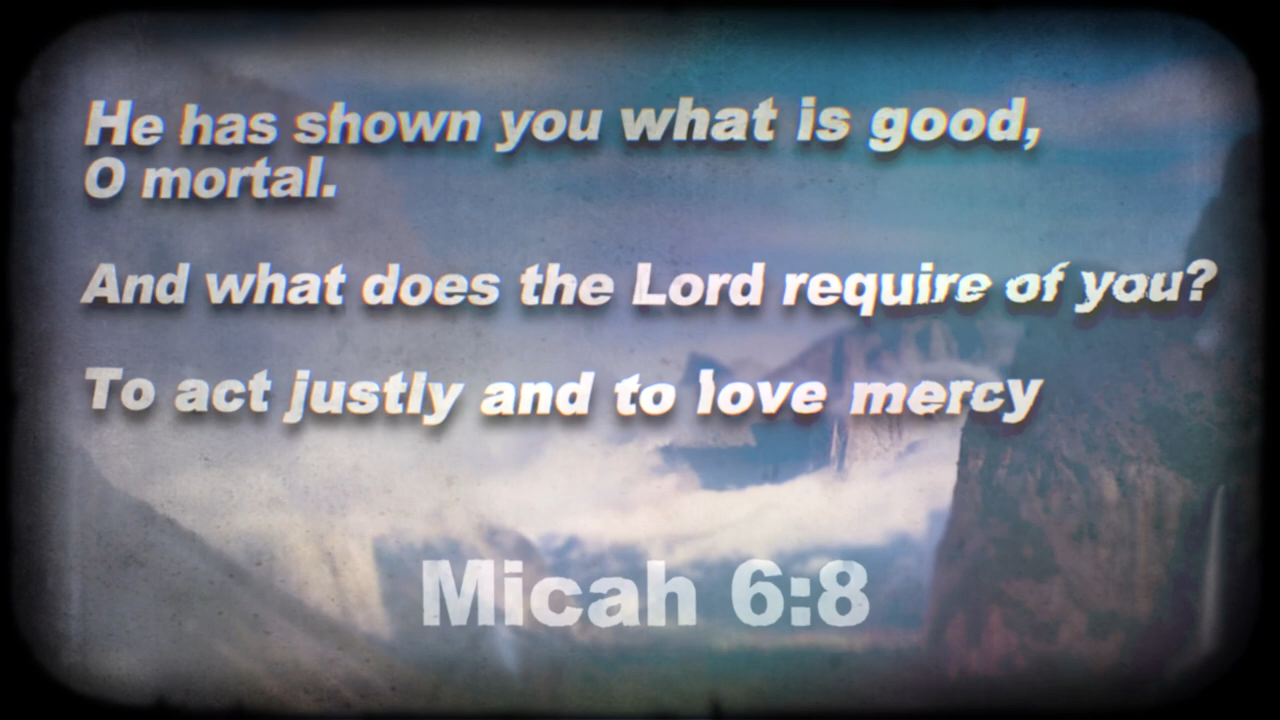 He has shown you what is good,
O mortal.
And what does the Lord require of you?
To act justly and to love mercy
Micah 6:8